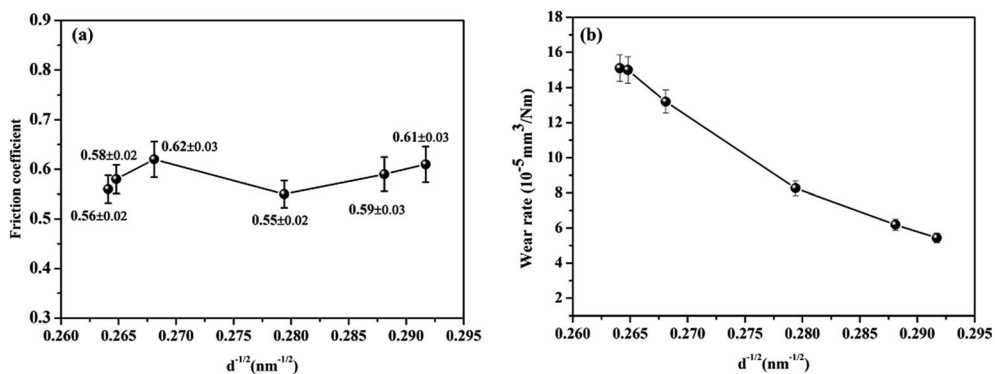 (a)
0.9
0.8
0.7
0.6
0.5
0.4
0.3
Friction coefficient
0.58±0.02
0.62±0.03
0.61±0.03
0.56±0.02
0.55±0.02
0.59±0.03
0.260 0.265 0.270 0.275 0.280 0.285 0.290 0.295
d^-1/2(nm^-1/2)
(b)
18
16
14
12
10
8
6
4
2
Wear rate (10^-5 mm^3/Nm)
0.260 0.265 0.270 0.275 0.280 0.285 0.290 0.295
d^-1/2(nm^-1/2)